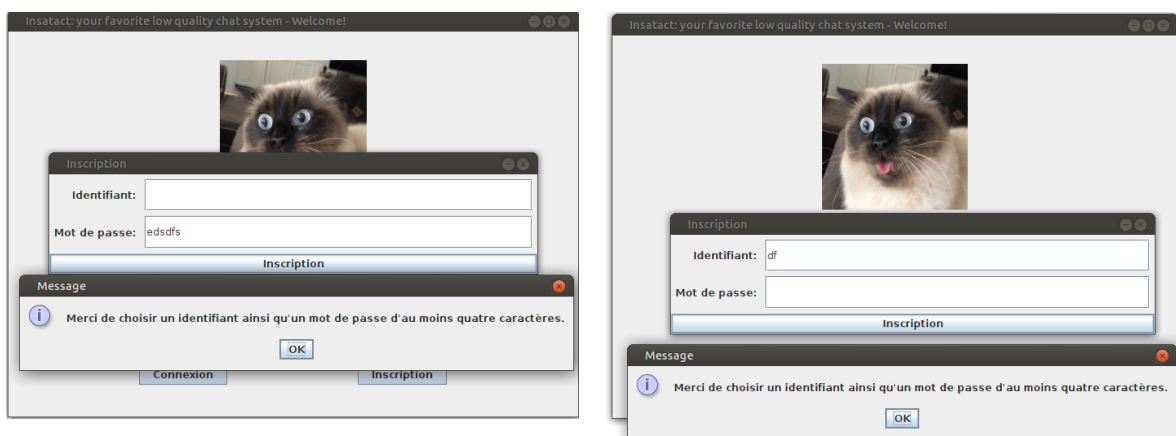 Insatact: your favorite low quality chat system - Welcome!
Inscription
Identifiant:
Mot de passe: edsdfs
Inscription
Message
Merci de choisir un identifiant ainsi qu'un mot de passe d'au moins quatre caractères.
OK
Connexion Inscription
Insatact: your favorite low quality chat system - Welcome!
Inscription
Identifiant: df
Mot de passe:
Inscription
Message
Merci de choisir un identifiant ainsi qu'un mot de passe d'au moins quatre caractères.
OK